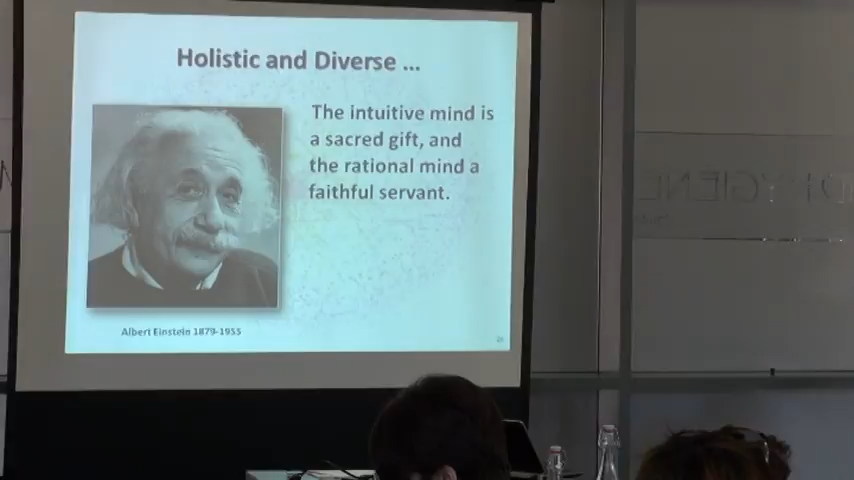 Holistic and Diverse ...
The intuitive mind is
a sacred gift, and
the rational mind a
faithful servant.
Albert Einstein 1879-1955